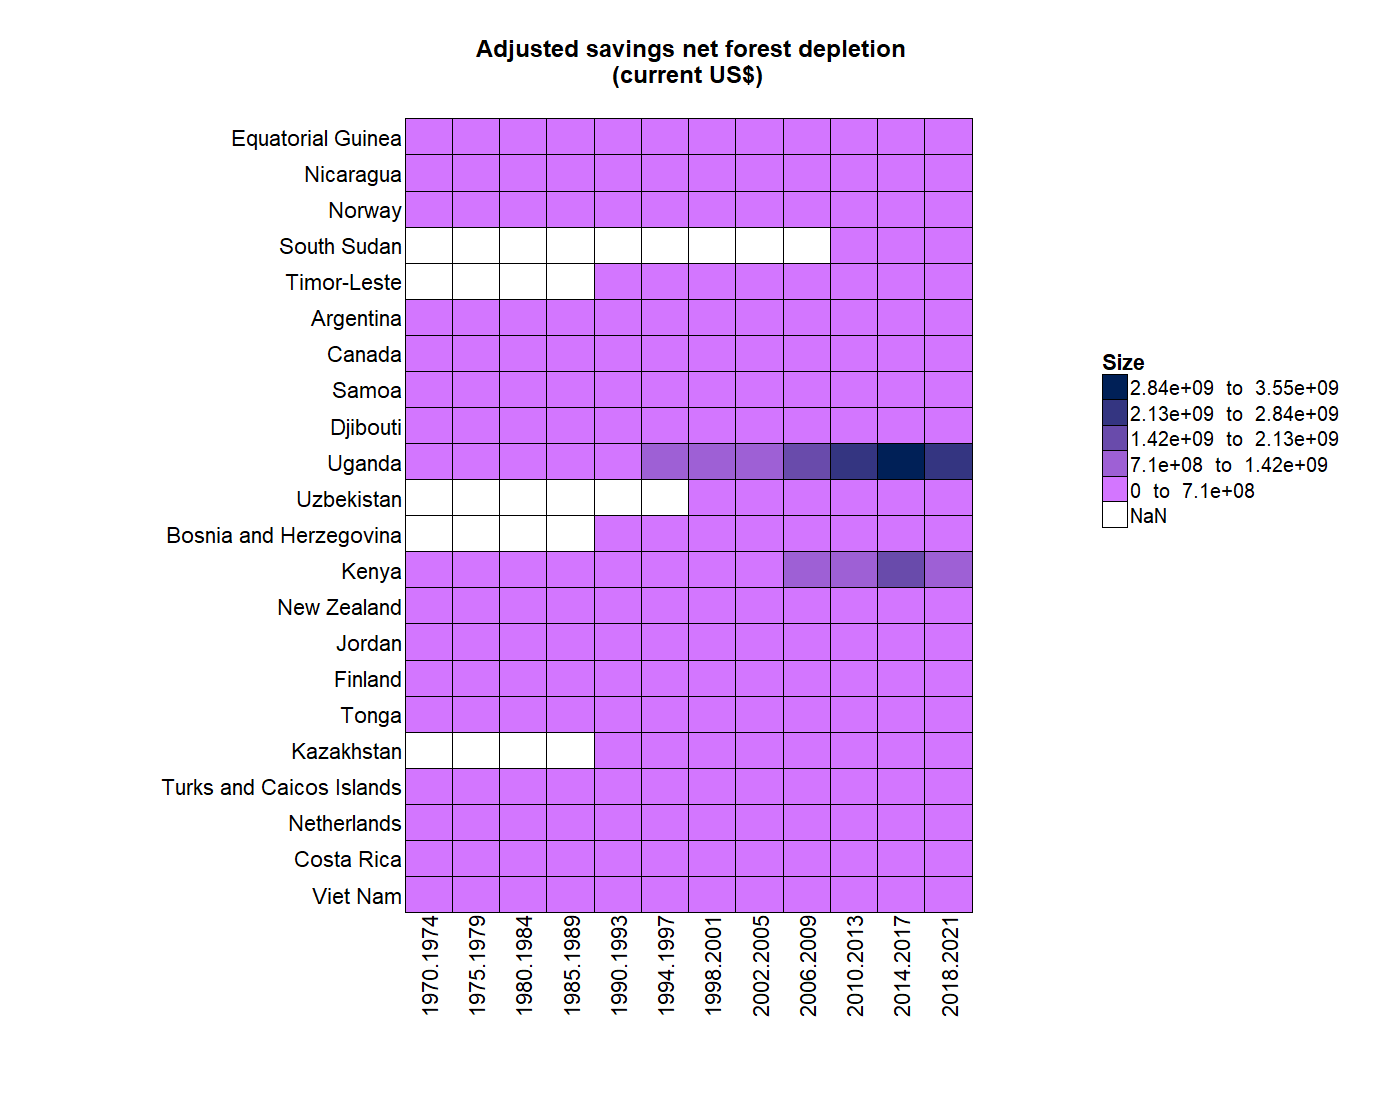 Adjusted savings net forest depletion
(current US$)
Equatorial Guinea
Nicaragua
Norway
South Sudan
Timor-Leste
Argentina
Canada
Samoa
Djibouti
Uganda
Uzbekistan
Bosnia and Herzegovina
Kenya
New Zealand
Jordan
Finland
Tonga
Kazakhstan
Turks and Caicos Islands
Netherlands
Costa Rica
Viet Nam
1970.1974
1975.1979
1980.1984
1985.1989
1990.1993
1994.1997
1998.2001
2002.2005
2006.2009
2010.2013
2014.2017
2018.2021
Size
2.84e+09 to 3.55e+09
2.13e+09 to 2.84e+09
1.42e+09 to 2.13e+09
7.1e+08 to 1.42e+09
0 to 7.1e+08
NaN